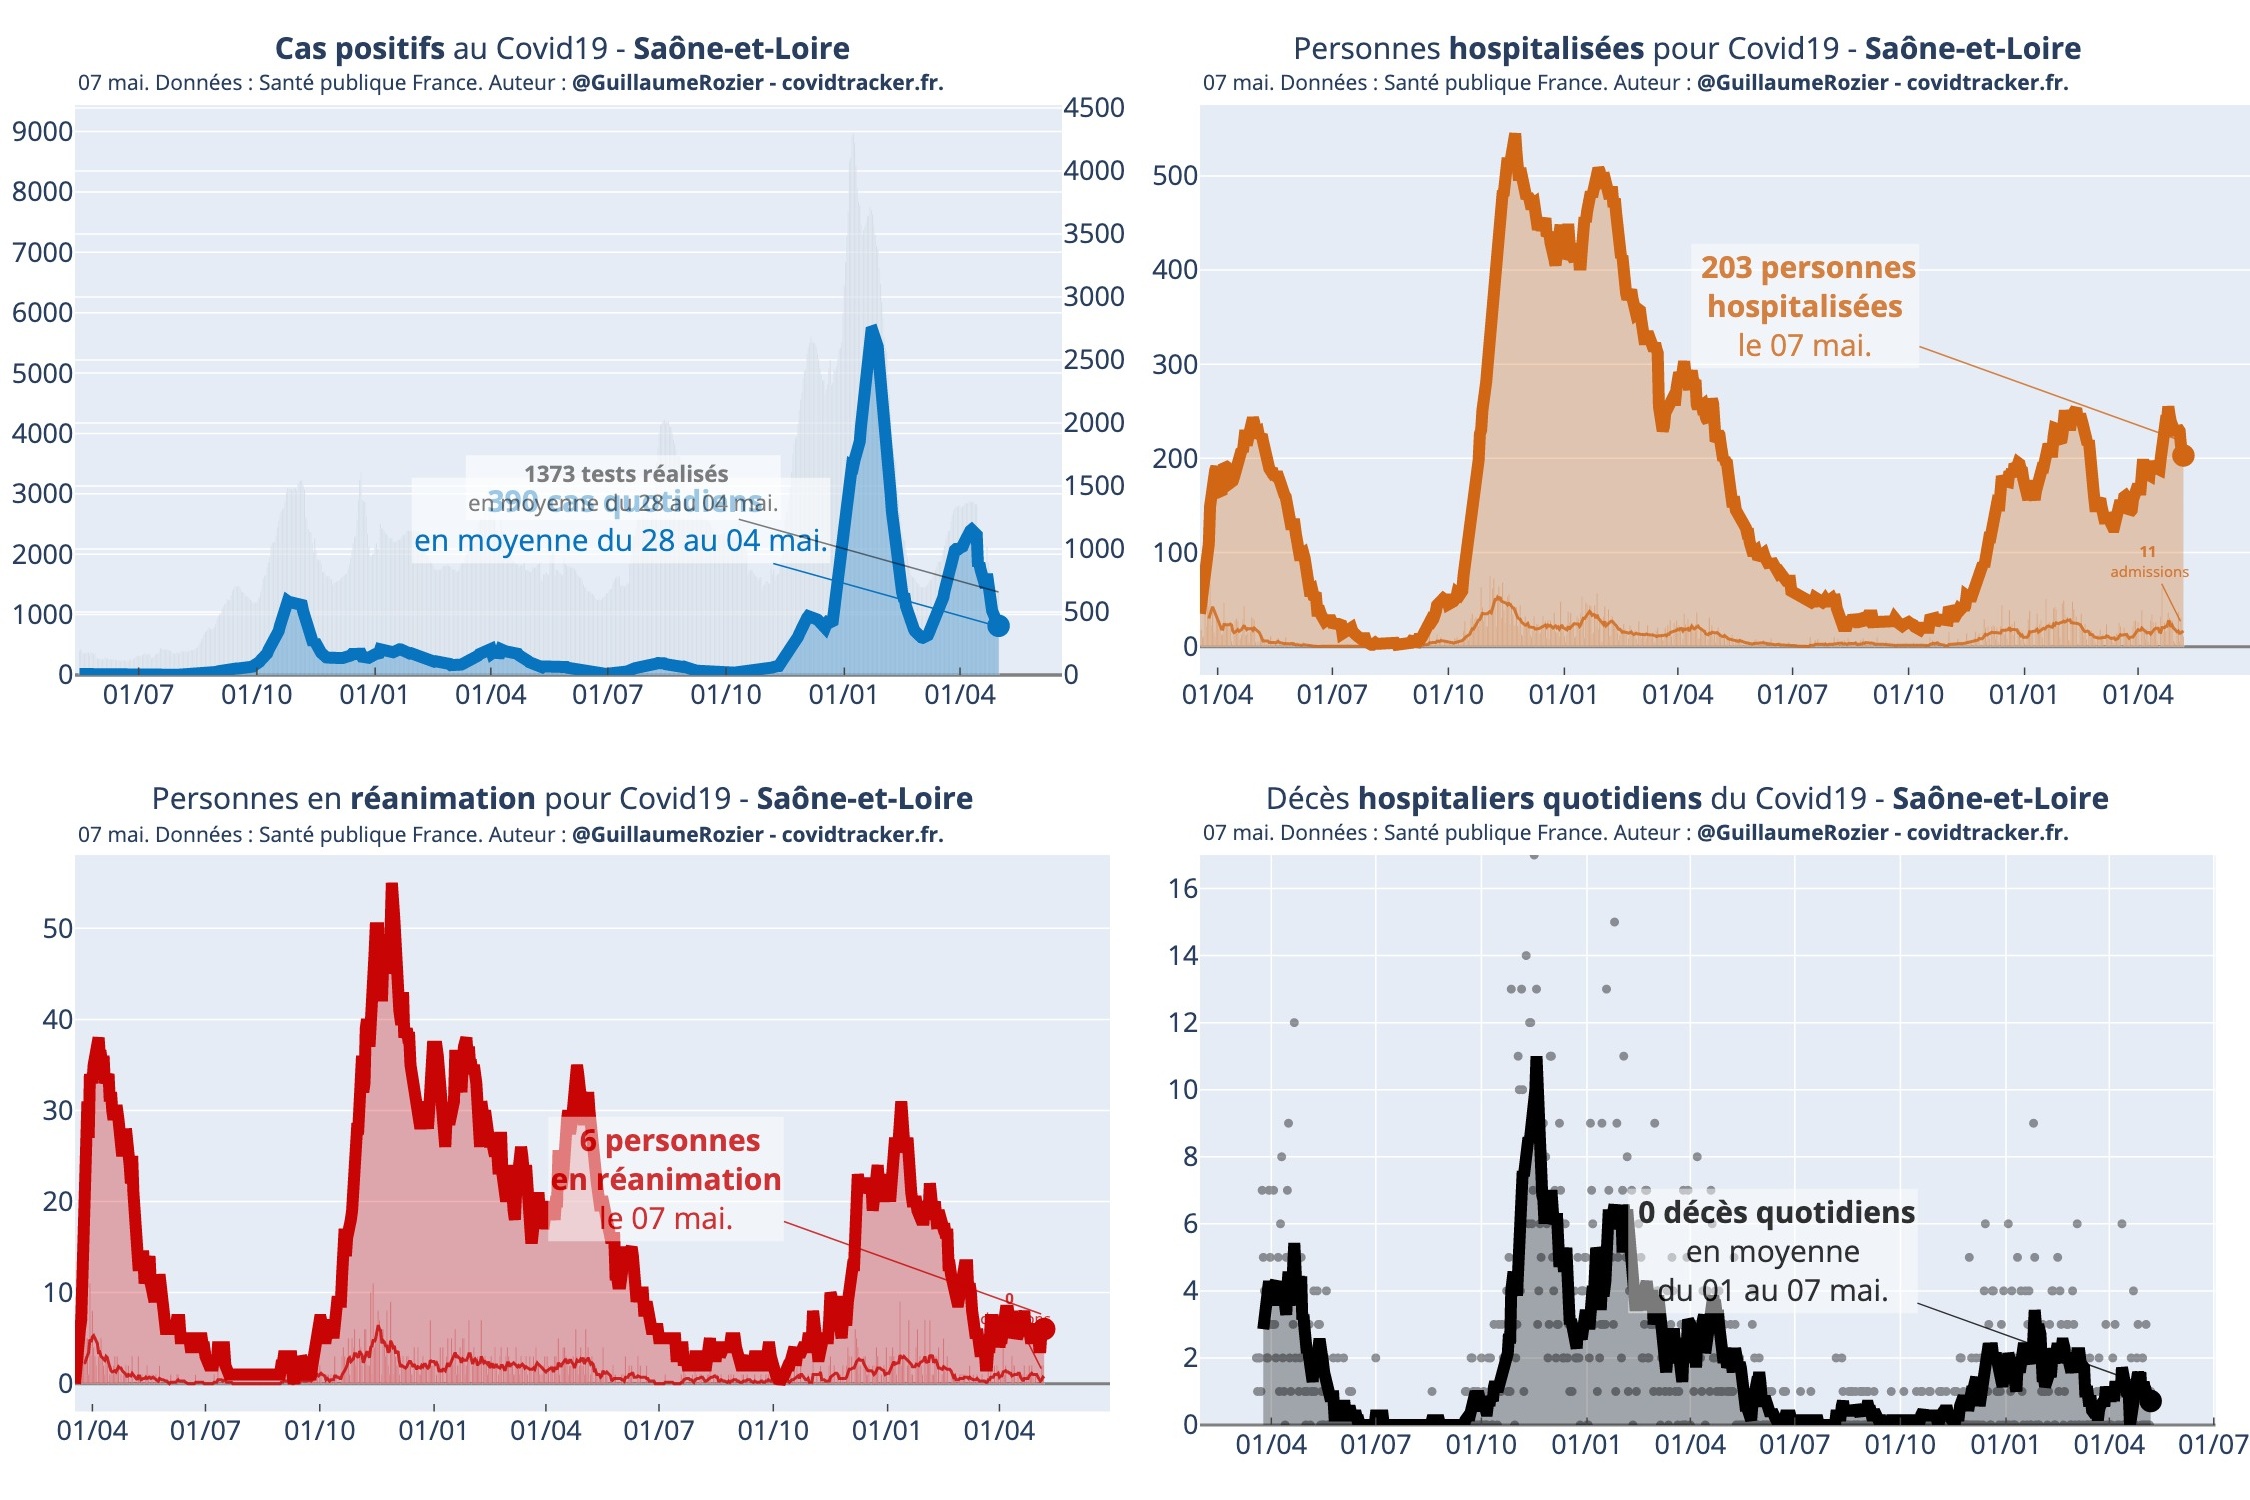 Cas positifs au Covid19 - Saône-et-Loire
07 mai. Données : Santé publique France. Auteur : @GuillaumeRozier - covidtracker.fr.
9000
8000
7000
6000
5000
4000
3000
2000
1000
0
4500
4000
3500
3000
2500
2000
1500
1000
500
0
1373 tests réalisés
en moyenne du 28 au 04 mai.
390 cas quotidiens
en moyenne du 28 au 04 mai.
01/07 01/10 01/01 01/04 01/07 01/10 01/01 01/04
Personnes hospitalisées pour Covid19 - Saône-et-Loire
07 mai. Données : Santé publique France. Auteur : @GuillaumeRozier - covidtracker.fr.
500
400
300
200
100
0
203 personnes
hospitalisées
le 07 mai.
11
admissions
01/04 01/07 01/10 01/01 01/04 01/07 01/10 01/01 01/04
Personnes en réanimation pour Covid19 - Saône-et-Loire
07 mai. Données : Santé publique France. Auteur : @GuillaumeRozier - covidtracker.fr.
50
40
30
20
10
0
6 personnes
en réanimation
le 07 mai.
0
01/04 01/07 01/10 01/01 01/04 01/07 01/10 01/01 01/04
Décès hospitaliers quotidiens du Covid19 - Saône-et-Loire
07 mai. Données : Santé publique France. Auteur : @GuillaumeRozier - covidtracker.fr.
16
14
12
10
8
6
4
2
0
0 décès quotidiens
en moyenne
du 01 au 07 mai.
01/04 01/07 01/10 01/01 01/04 01/07 01/10 01/01 01/04 01/07